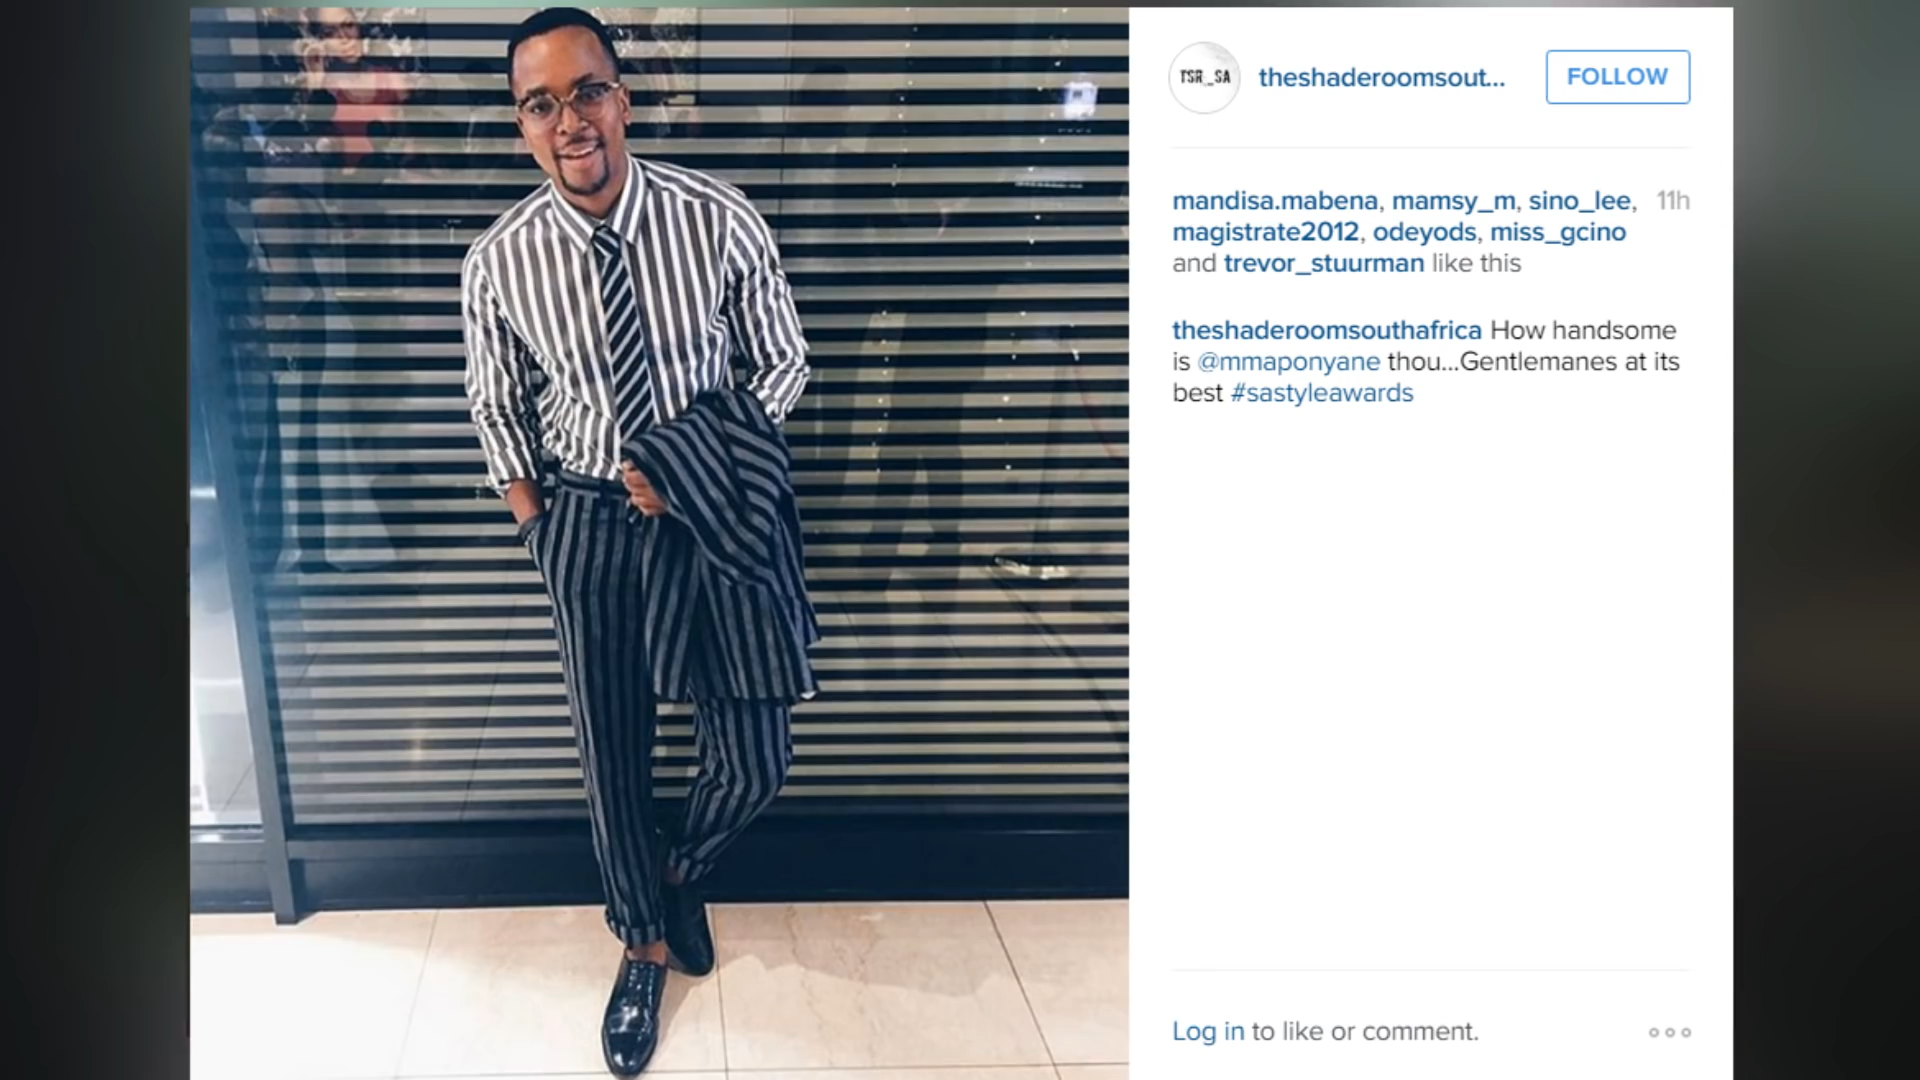 TSR_SA
theshaderoomsout...
FOLLOW
mandisa.mabena, mamsy_m, sino_lee, 11h
magistrate2012, odeyods, miss_gcino
and trevor_stuurman like this
theshaderoomsouthafrica How handsome
is @mmaponyane thou...Gentlemanes at its
best #sastyleawards
Log in to like or comment.